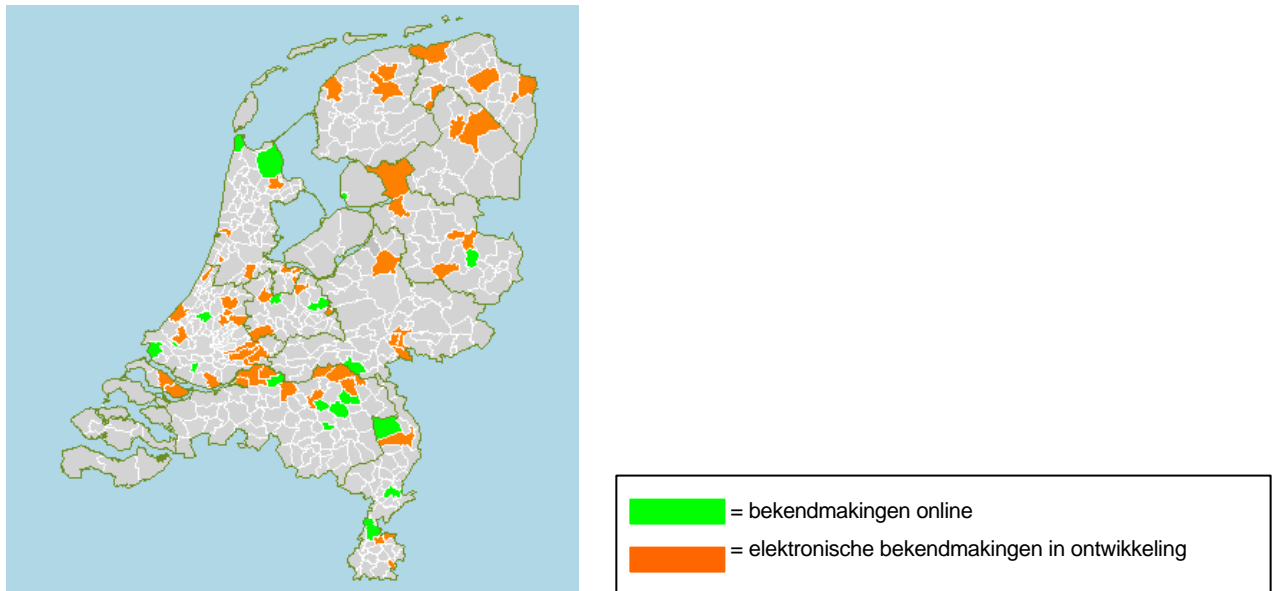 = bekendmakingen online
= elektronische bekendmakingen in ontwikkeling